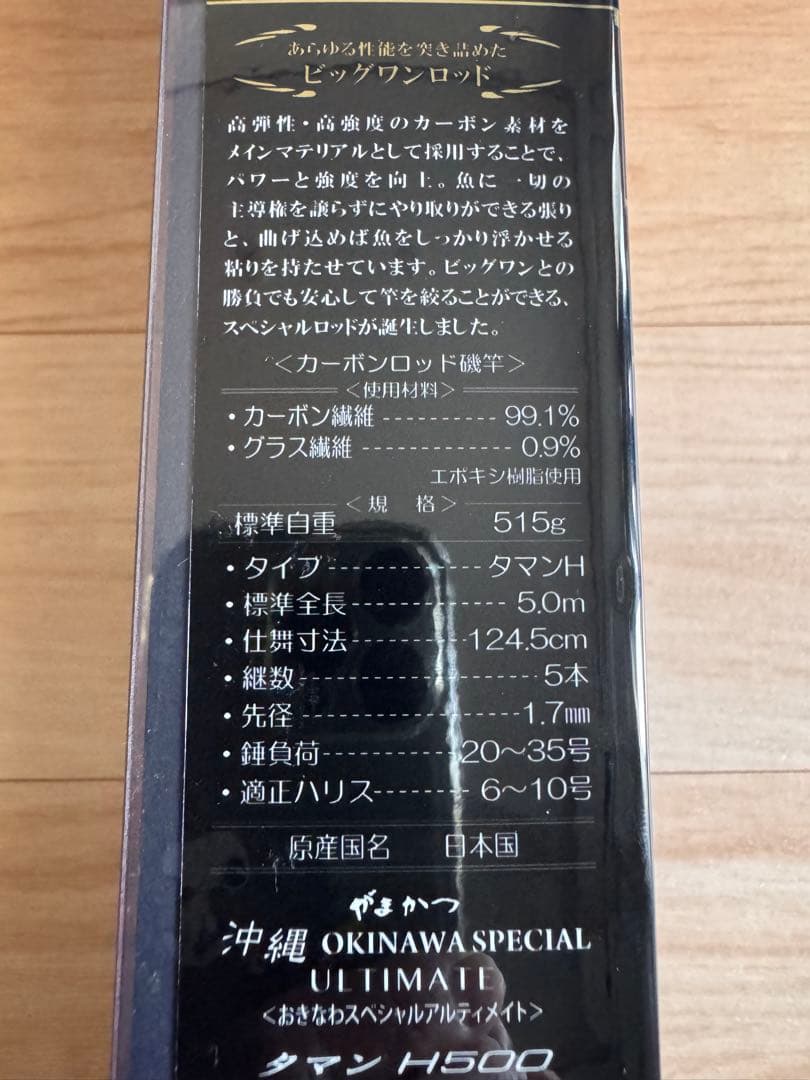 あらゆる性能を突き詰めた
ビッグワンロッド
高弾性・高強度のカーボン素材を
メインマテリアルとして採用することで、
パワーと強度を向上。魚に一切の
主導権を譲らずにやり取りができる張り
と、曲げ込めば魚をしっかり浮かせる
粘りを持たせています。ビッグワンとの
勝負でも安心して竿を絞ることができる、
スペシャルロッドが誕生しました。
<カーボンロッド磯竿>
<使用材料>
・カーボン繊維 ----------- 99.1%
・グラス繊維 ------------- 0.9%
エポキシ樹脂使用
<規 格>
標準自重 515g
・タイプ -------------- タマンH
・標準全長 -------------- 5.0m
・仕舞寸法 ---------- 124.5cm
・継数 --------------------- 5本
・先径 ------------------- 1.7mm
・錘負荷 ------------ 20～35号
・適正ハリス -------- 6～10号
原産国名 日本国
がまかつ
沖縄 OKINAWA SPECIAL
ULTIMATE
<おきなわスペシャルアルティメイト>
タマン H500